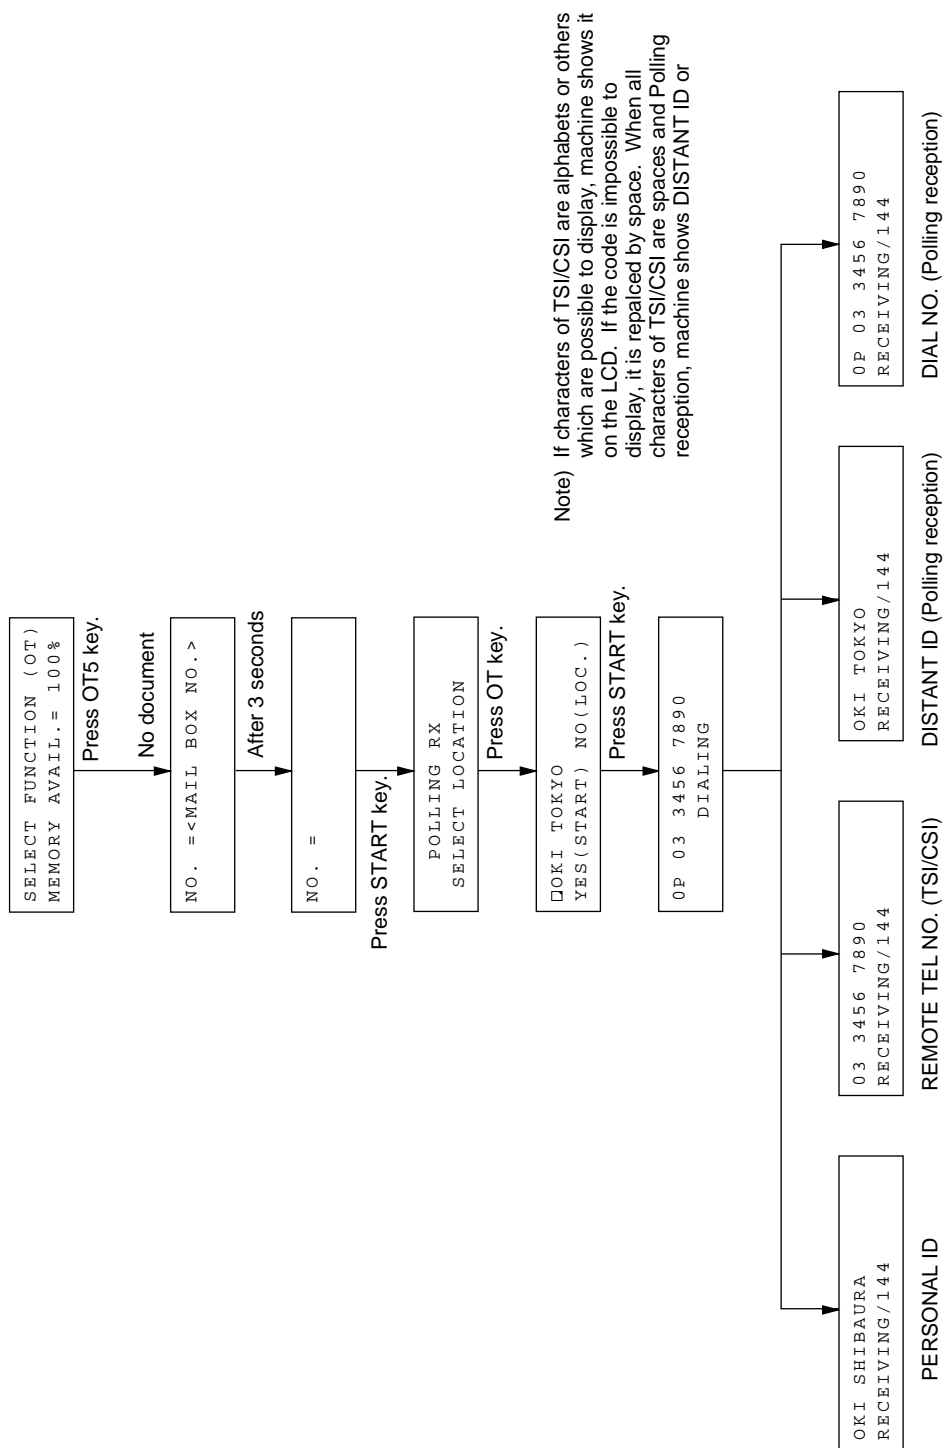 SELECT FUNCTION (OT)
MEMORY AVAIL.= 100%
Press OT5 key.
No document
NO. =<MAIL BOX NO.>
After 3 seconds
NO. =
Press START key.
POLLING RX
SELECT LOCATION
Press OT key.
OKI TOKYO
YES(START) NO(LOC.)
Press START key.
0P 03 3456 7890
DIALING
Note) If characters of TSI/CSI are alphabets or others
which are possible to display, machine shows it
on the LCD. If the code is impossible to
display, it is repalced by space. When all
characters of TSI/CSI are spaces and Polling
reception, machine shows DISTANT ID or
OKI SHIBAURA
RECEIVING/144
PERSONAL ID
03 3456 7890
RECEIVING/144
REMOTE TEL NO. (TSI/CSI)
OKI TOKYO
RECEIVING/144
DISTANT ID (Polling reception)
0P 03 3456 7890
RECEIVING/144
DIAL NO. (Polling reception)